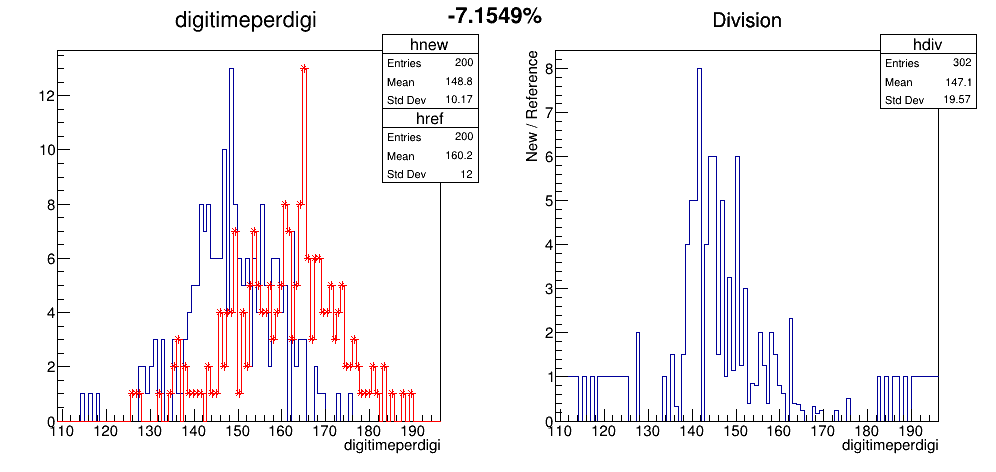 -7.1549%
digitimeperdigi
hnew
Entries 200
Mean 148.8
Std Dev 10.17
href
Entries 200
Mean 160.2
Std Dev 12
12
10
8
6
4
2
0
110 120 130 140 150 160 170 180 190
digitimeperdigi
Division
hdiv
Entries 302
Mean 147.1
Std Dev 19.57
New / Reference
8
7
6
5
4
3
2
1
0
110 120 130 140 150 160 170 180 190
digitimeperdigi